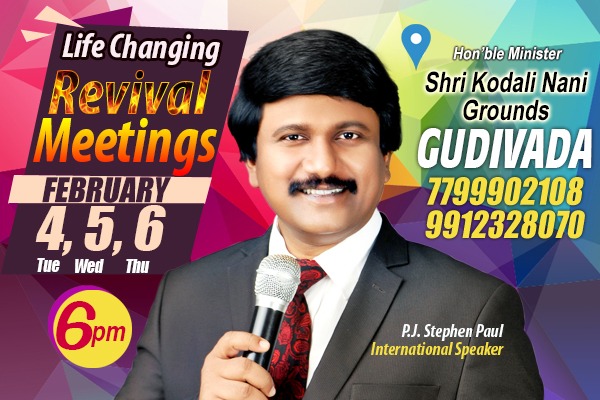 Life Changing
Revival
Meetings
FEBRUARY
4, 5, 6
Tue Wed Thu
6pm
Hon'ble Minister
Shri Kodali Nani
Grounds
GUDIVADA
7799902108
9912328070
P.J. Stephen Paul
International Speaker